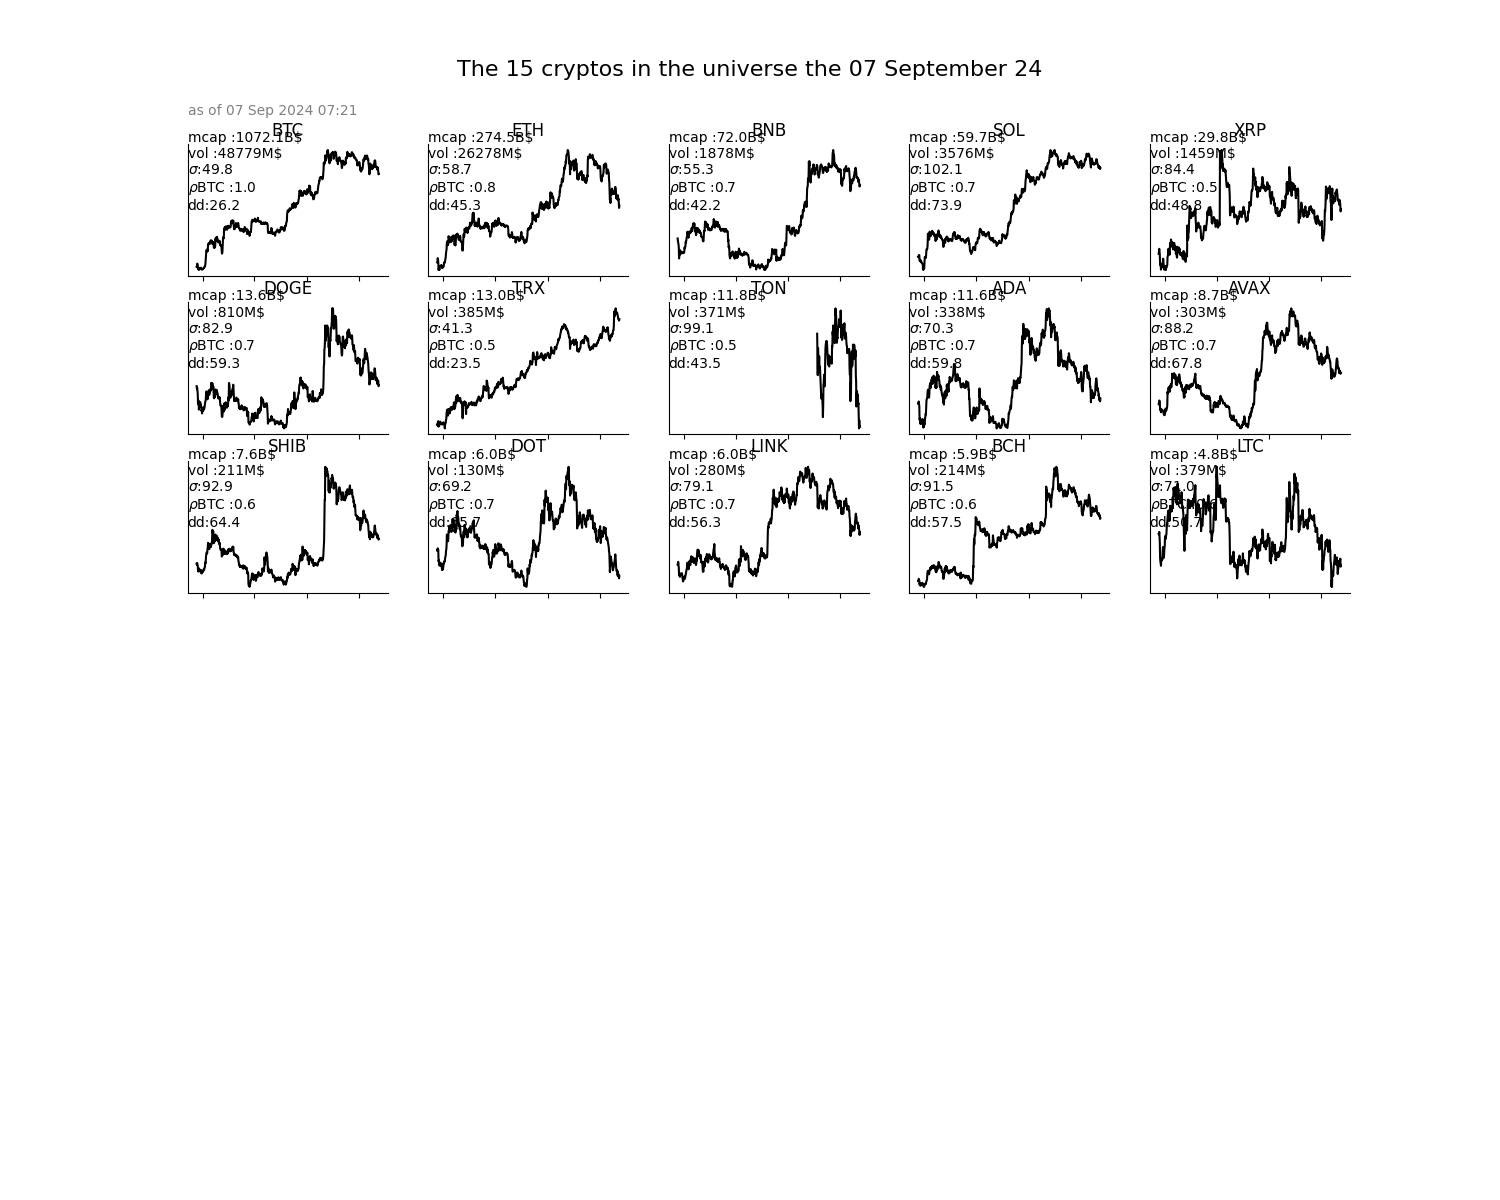 The 15 cryptos in the universe the 07 September 24
as of 07 Sep 2024 07:21
BTC
mcap :1072.1B$
vol :48779M$
σ:49.8
ρBTC :1.0
dd:26.2
ETH
mcap :274.5B$
vol :26278M$
σ:58.7
ρBTC :0.8
dd:45.3
BNB
mcap :72.0B$
vol :1878M$
σ:55.3
ρBTC :0.7
dd:42.2
SOL
mcap :59.7B$
vol :3576M$
σ:102.1
ρBTC :0.7
dd:73.9
XRP
mcap :29.8B$
vol :1459M$
σ:84.4
ρBTC :0.5
dd:48.8
DOGE
mcap :13.6B$
vol :810M$
σ:82.9
ρBTC :0.7
dd:59.3
TRX
mcap :13.0B$
vol :385M$
σ:41.3
ρBTC :0.5
dd:23.5
TON
mcap :11.8B$
vol :371M$
σ:99.1
ρBTC :0.5
dd:43.5
ADA
mcap :11.6B$
vol :338M$
σ:70.3
ρBTC :0.7
dd:59.8
AVAX
mcap :8.7B$
vol :303M$
σ:88.2
ρBTC :0.7
dd:67.8
SHIB
mcap :7.6B$
vol :211M$
σ:92.9
ρBTC :0.6
dd:64.4
DOT
mcap :6.0B$
vol :130M$
σ:69.2
ρBTC :0.7
LINK
mcap :6.0B$
vol :280M$
σ:79.1
ρBTC :0.7
dd:56.3
BCH
mcap :5.9B$
vol :214M$
σ:91.5
ρBTC :0.6
dd:57.5
LTC
mcap :4.8B$
vol :379M$
σ:71.0
ρBTC